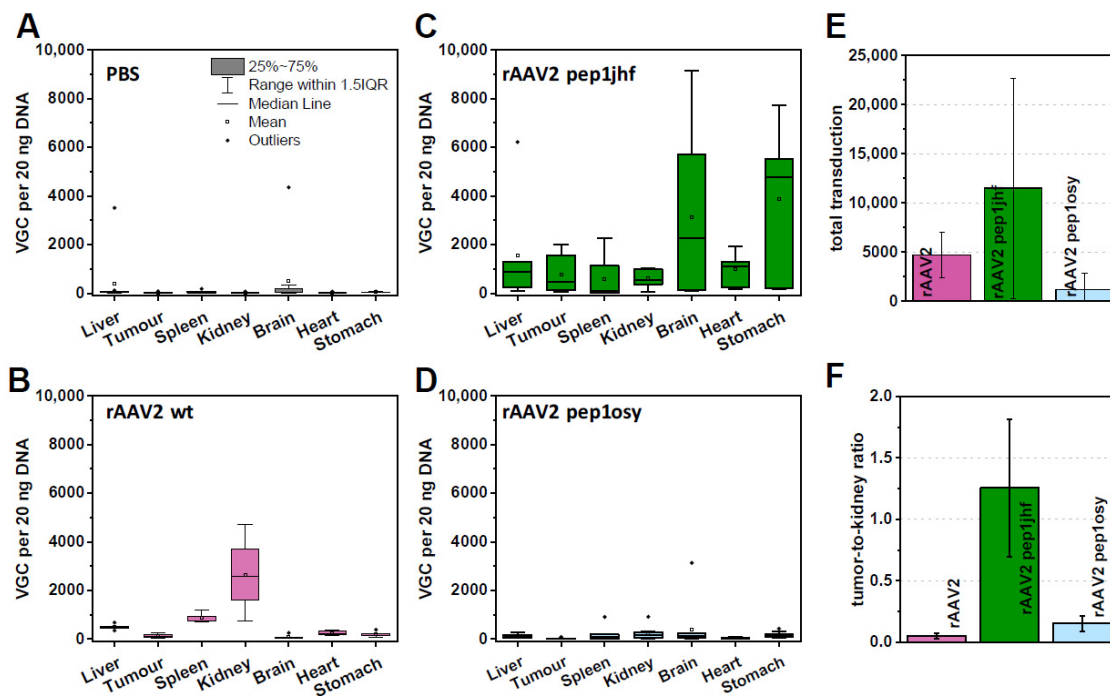 A
PBS
10,000
8000
6000
4000
2000
0
VGC per 20 ng DNA
25%~75%
Range within 1.5IQR
Median Line
Mean
Outliers
Liver
Tumour
Spleen
Kidney
Brain
Heart
Stomach
C
rAAV2 pep1jhf
10,000
8000
6000
4000
2000
0
VGC per 20 ng DNA
Liver
Tumour
Spleen
Kidney
Brain
Heart
Stomach
E
25,000
20,000
15,000
10,000
5000
0
total transduction
rAAV2
rAAV2 pep1jhf
rAAV2 pep1osy
B
rAAV2 wt
10,000
8000
6000
4000
2000
0
VGC per 20 ng DNA
Liver
Tumour
Spleen
Kidney
Brain
Heart
Stomach
D
rAAV2 pep1osy
10,000
8000
6000
4000
2000
0
VGC per 20 ng DNA
Liver
Tumour
Spleen
Kidney
Brain
Heart
Stomach
F
2.0
1.5
1.0
0.5
0.0
tumor-to-kidney ratio
rAAV2
rAAV2 pep1jhf
rAAV2 pep1osy